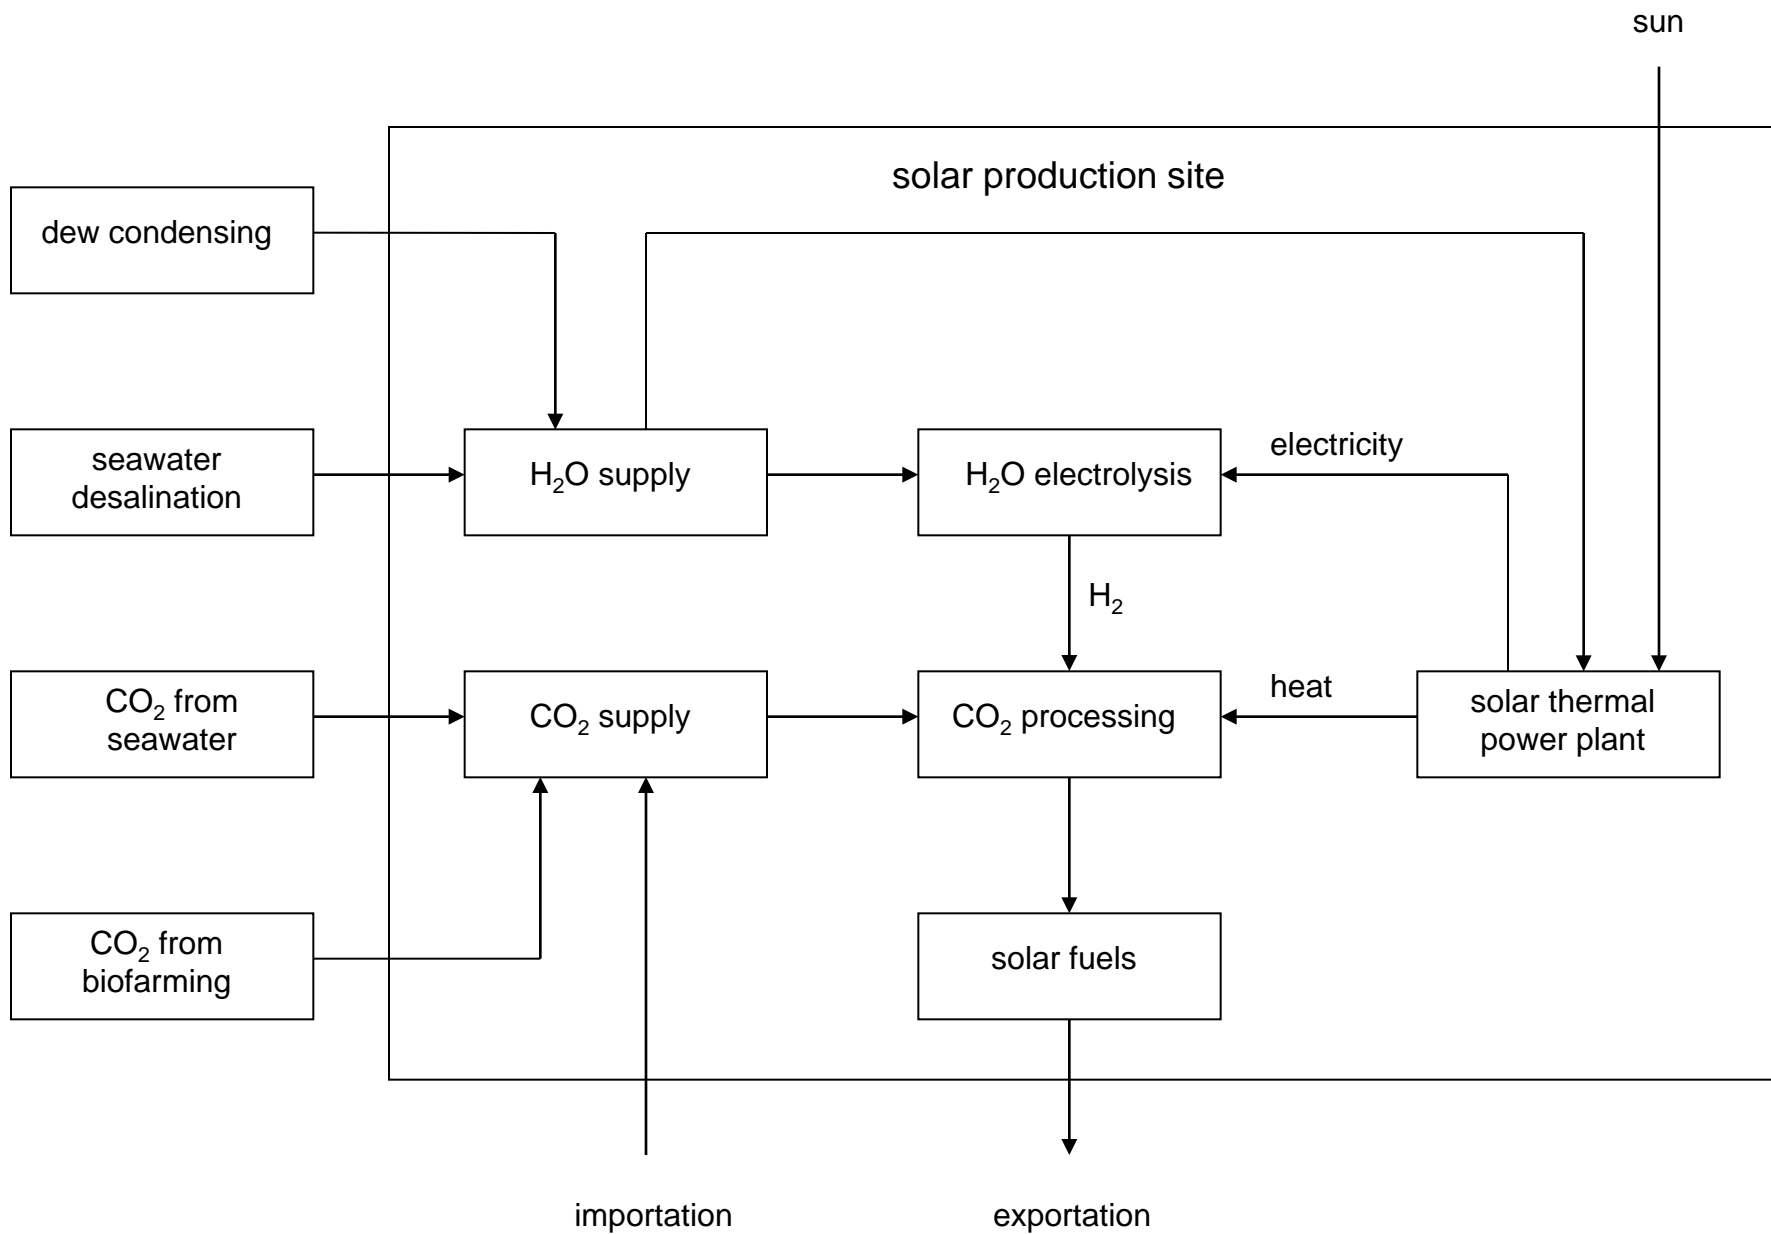 sun
solar production site
dew condensing
seawater
desalination
H₂O supply
H₂O electrolysis
electricity
H₂
CO₂ from
seawater
CO₂ supply
CO₂ processing
heat
solar thermal
power plant
CO₂ from
biofarming
solar fuels
importation
exportation